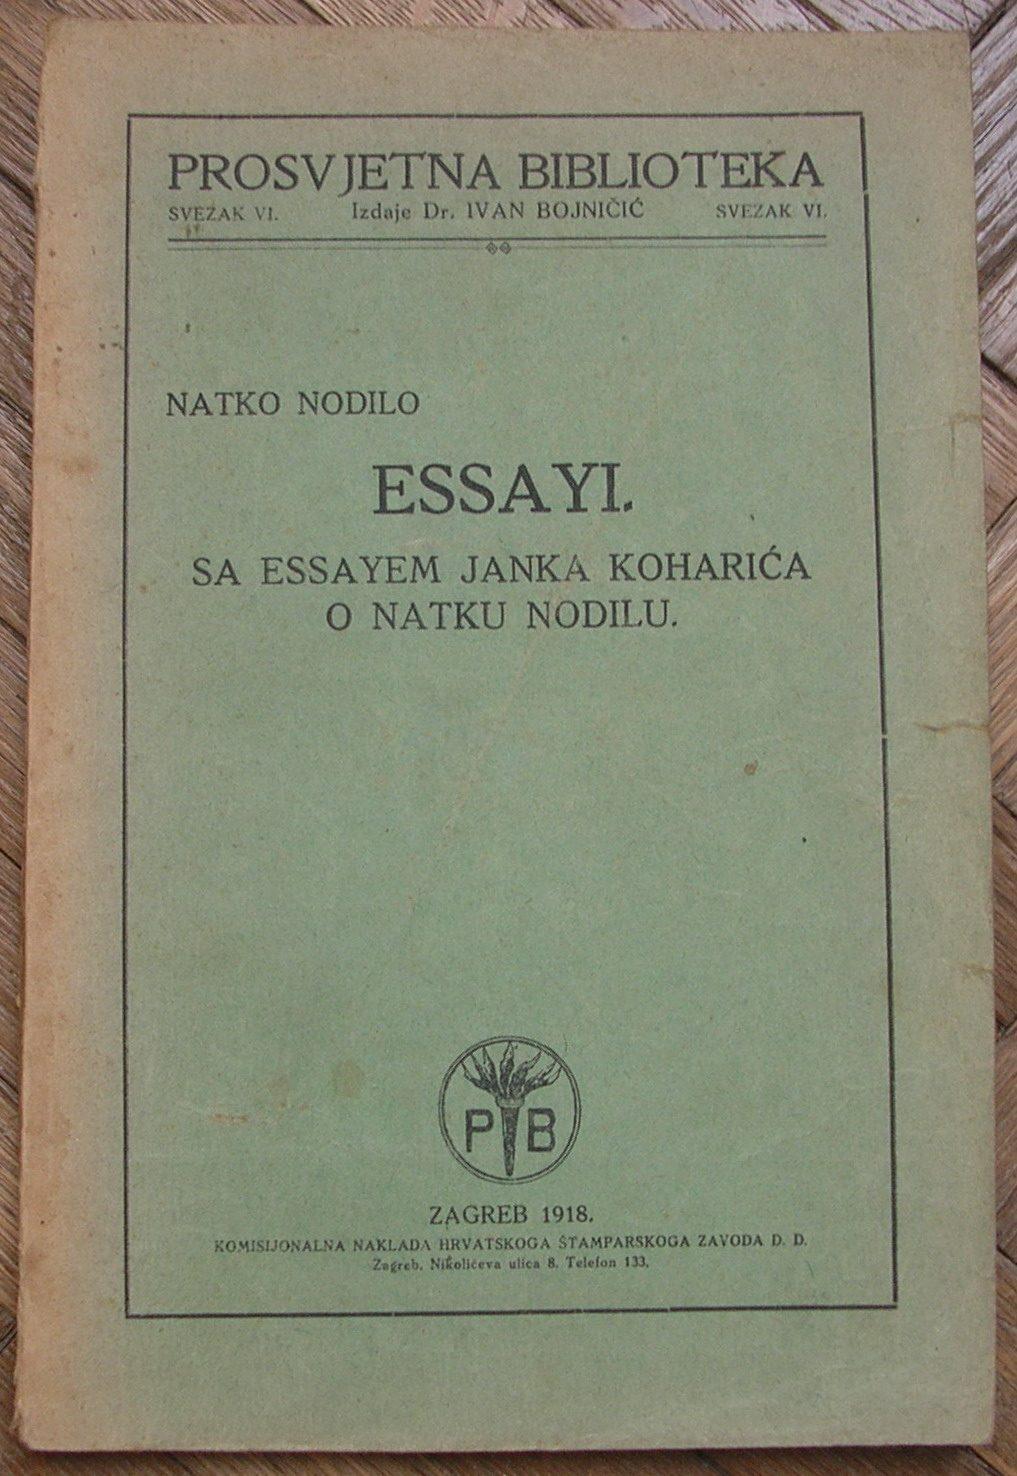 PROSVJETNA BIBLIOTEKA
SVEZAK VI. Izdaje Dr. IVAN BOJNIČIĆ SVEZAK VI.
NATKO NODILO
ESSAYI.
SA ESSAYEM JANKA KOHARIĆA
O NATKU NODILU.
P B
ZAGREB 1918.
KOMISIJONALNA NAKLADA HRVATSKOGA ŠTAMPARSKOGA ZAVODA D. D.
Zagreb, Nikolićeva ulica 8. Telefon 133.